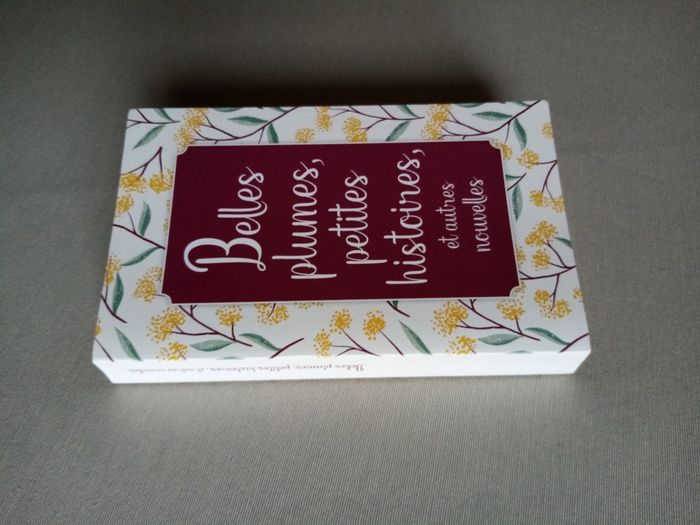 Belles
plumes,
petites
histoires,
et autres
nouvelles
Belles plumes, petites histoires, et autres nouvelles